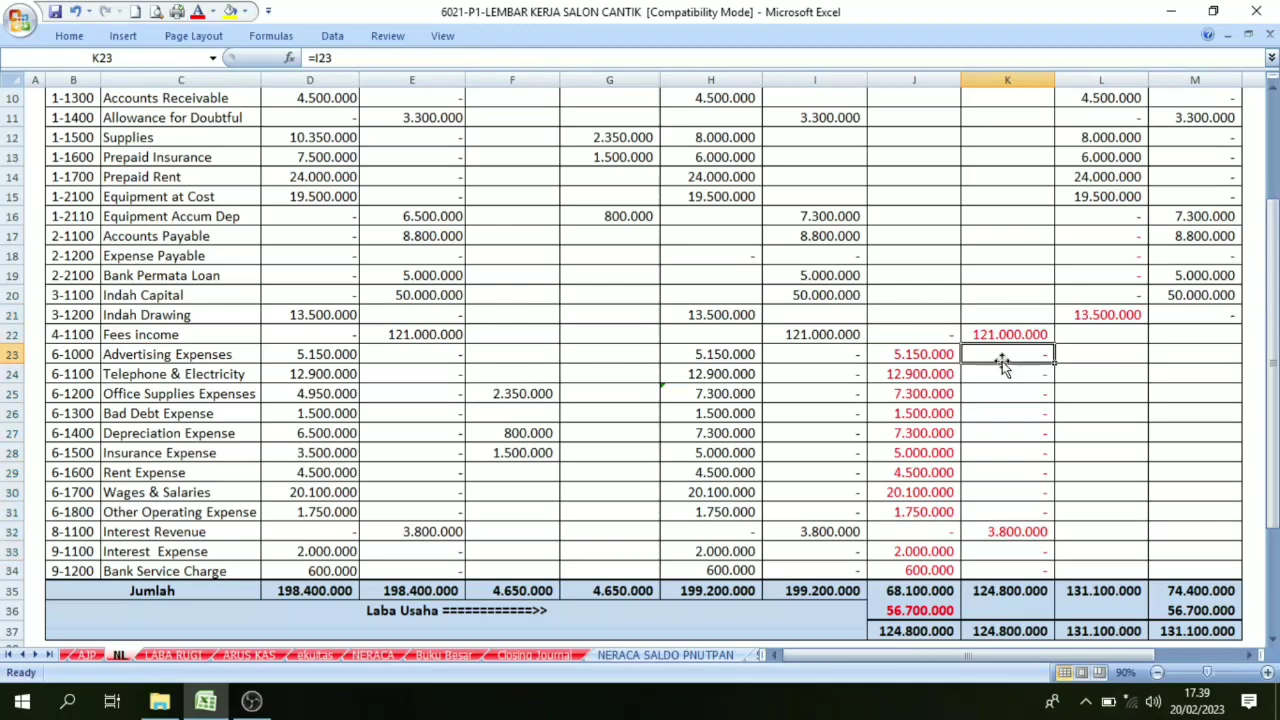 6021-P1-LEMBAR KERJA SALON CANTIK [Compatibility Mode] - Microsoft Excel
Home Insert Page Layout Formulas Data Review View
K23 fx =I23
A B C D E F G H I J K L M
10 1-1300 Accounts Receivable 4.500.000 - 4.500.000 4.500.000 -
11 1-1400 Allowance for Doubtful - 3.300.000 3.300.000 - 3.300.000
12 1-1500 Supplies 10.350.000 - 2.350.000 8.000.000 8.000.000 -
13 1-1600 Prepaid Insurance 7.500.000 - 1.500.000 6.000.000 6.000.000 -
14 1-1700 Prepaid Rent 24.000.000 - 24.000.000 24.000.000 -
15 1-2100 Equipment at Cost 19.500.000 - 19.500.000 19.500.000 -
16 1-2110 Equipment Accum Dep - 6.500.000 800.000 7.300.000 - 7.300.000
17 2-1100 Accounts Payable - 8.800.000 8.800.000 - 8.800.000
18 2-1200 Expense Payable - - - - - -
19 2-2100 Bank Permata Loan - 5.000.000 5.000.000 - 5.000.000
20 3-1100 Indah Capital - 50.000.000 50.000.000 - 50.000.000
21 3-1200 Indah Drawing 13.500.000 - 13.500.000 13.500.000 -
22 4-1100 Fees income - 121.000.000 121.000.000 - 121.000.000
23 6-1000 Advertising Expenses 5.150.000 - 5.150.000 - 5.150.000 -
24 6-1100 Telephone & Electricity 12.900.000 - 12.900.000 - 12.900.000 -
25 6-1200 Office Supplies Expenses 4.950.000 - 2.350.000 7.300.000 - 7.300.000 -
26 6-1300 Bad Debt Expense 1.500.000 - 1.500.000 - 1.500.000 -
27 6-1400 Depreciation Expense 6.500.000 - 800.000 7.300.000 - 7.300.000 -
28 6-1500 Insurance Expense 3.500.000 - 1.500.000 5.000.000 - 5.000.000 -
29 6-1600 Rent Expense 4.500.000 - 4.500.000 - 4.500.000 -
30 6-1700 Wages & Salaries 20.100.000 - 20.100.000 - 20.100.000 -
31 6-1800 Other Operating Expense 1.750.000 - 1.750.000 - 1.750.000 -
32 8-1100 Interest Revenue - 3.800.000 - 3.800.000 - 3.800.000
33 9-1100 Interest Expense 2.000.000 - 2.000.000 - 2.000.000 -
34 9-1200 Bank Service Charge 600.000 - 600.000 - 600.000 -
35 Jumlah 198.400.000 198.400.000 4.650.000 4.650.000 199.200.000 199.200.000 68.100.000 124.800.000 131.100.000 74.400.000
36 Laba Usaha ============>> 56.700.000 56.700.000
37 124.800.000 124.800.000 131.100.000 131.100.000
AJP NL LABA RUGI ARUS KAS ekuitas NERACA Buku Besar Closing Journal NERACA SALDO PNUTPAN
Ready 90%
17.39
20/02/2023